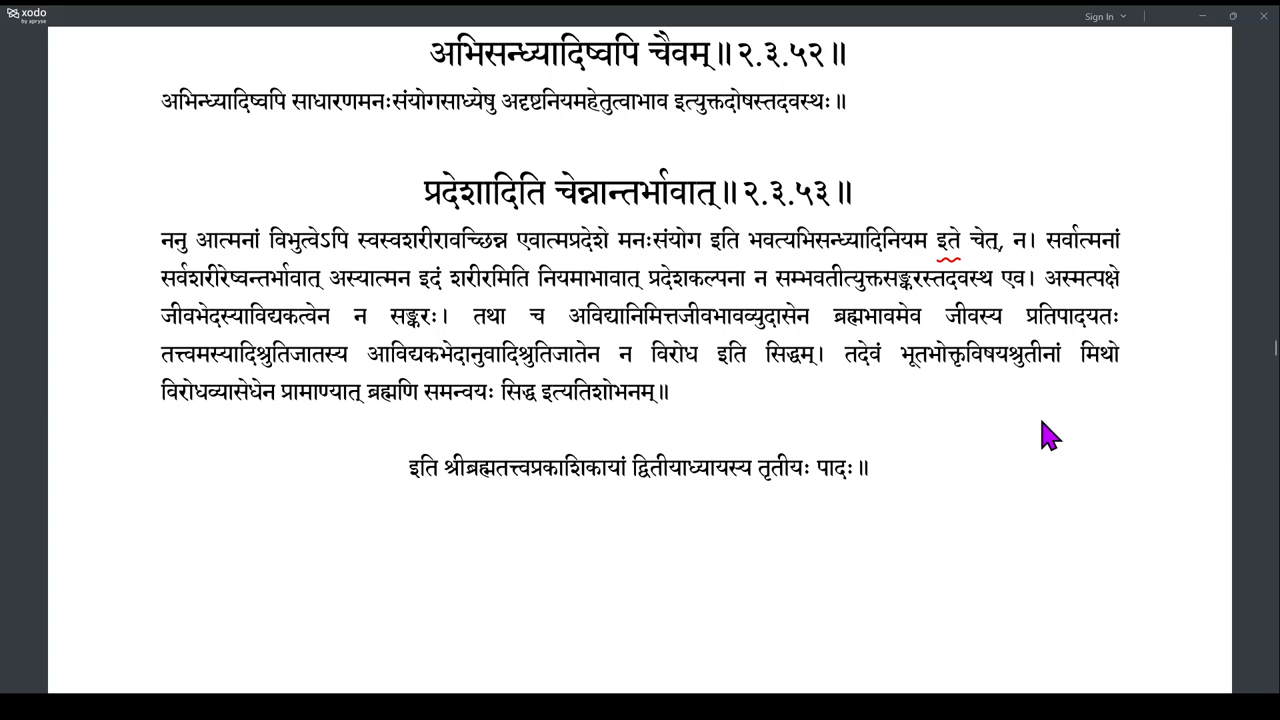 xodo
by apryse
Sign In
अभिसन्ध्यादिष्वपि चैवम्॥२.३.५२॥
अभिन्ध्यादिष्वपि साधारणमनःसंयोगसाध्येषु अदृष्टनियमहेतुत्वाभाव इत्युक्तदोषस्तदवस्थः॥
प्रदेशादिति चेन्नान्तर्भावात्॥२.३.५३॥
ननु आत्मनां विभुत्वेऽपि स्वस्वशरीरावच्छिन्न एवात्मप्रदेशे मनःसंयोग इति भवत्यभिसन्ध्यादिनियम इते चेत्, न। सर्वात्मनां
सर्वशरीरेष्वन्तर्भावात् अस्यात्मन इदं शरीरमिति नियमाभावात् प्रदेशकल्पना न सम्भवतीत्युक्तसङ्करस्तदवस्थ एव। अस्मत्पक्षे
जीवभेदस्याविद्यकत्वेन न सङ्करः। तथा च अविद्यानिमित्तजीवभावव्युदासेन ब्रह्मभावमेव जीवस्य प्रतिपादयतः
तत्त्वमस्यादिश्रुतिजातस्य आविद्यकभेदानुवादिश्रुतिजातेन न विरोध इति सिद्धम्। तदेवं भूतभोक्तृविषयश्रुतीनां मिथो
विरोधव्यासेधेन प्रामाण्यात् ब्रह्मणि समन्वयः सिद्ध इत्यतिशोभनम्॥
इति श्रीब्रह्मतत्त्वप्रकाशिकायां द्वितीयाध्यायस्य तृतीयः पादः॥